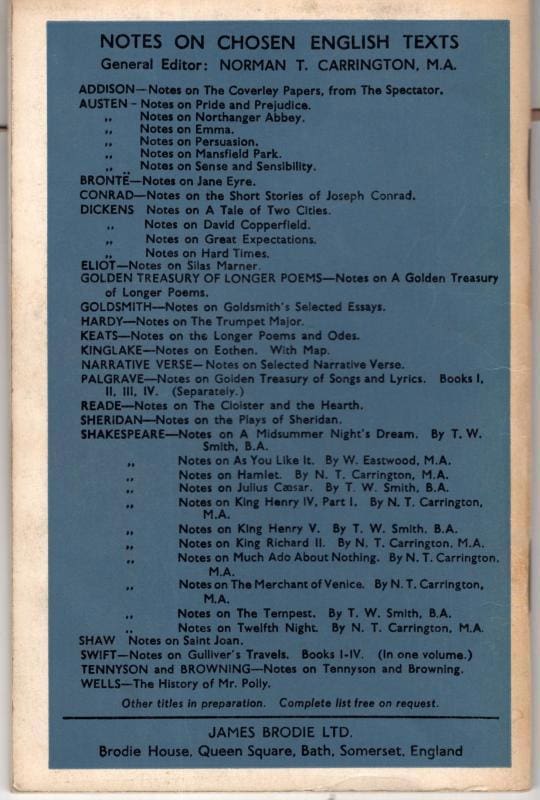 NOTES ON CHOSEN ENGLISH TEXTS
General Editor: NORMAN T. CARRINGTON, M.A.
ADDISON—Notes on The Coverley Papers, from The Spectator.
AUSTEN - Notes on Pride and Prejudice.
„ Notes on Northanger Abbey.
„ Notes on Emma.
„ Notes on Persuasion.
„ Notes on Mansfield Park.
„ Notes on Sense and Sensibility.
BRONTË—Notes on Jane Eyre.
CONRAD—Notes on the Short Stories of Joseph Conrad.
DICKENS Notes on A Tale of Two Cities.
„ Notes on David Copperfield.
„ Notes on Great Expectations.
„ Notes on Hard Times.
ELIOT—Notes on Silas Marner.
GOLDEN TREASURY OF LONGER POEMS—Notes on A Golden Treasury
of Longer Poems.
GOLDSMITH—Notes on Goldsmith's Selected Essays.
HARDY—Notes on The Trumpet Major.
KEATS—Notes on the Longer Poems and Odes.
KINGLAKE—Notes on Eothen. With Map.
NARRATIVE VERSE— Notes on Selected Narrative Verse.
PALGRAVE—Notes on Golden Treasury of Songs and Lyrics. Books I,
II, III, IV. (Separately.)
READE—Notes on The Cloister and the Hearth.
SHERIDAN—Notes on the Plays of Sheridan.
SHAKESPEARE—Notes on A Midsummer Night's Dream. By T. W.
Smith, B.A.
„ Notes on As You Like It. By W. Eastwood, M.A.
„ Notes on Hamlet. By N. T. Carrington, M.A.
„ Notes on Julius Cæsar. By T. W. Smith, B.A.
„ Notes on King Henry IV, Part I. By N. T. Carrington,
M.A.
„ Notes on King Henry V. By T. W. Smith, B.A.
„ Notes on King Richard II. By N. T. Carrington, M.A.
„ Notes on Much Ado About Nothing. By N. T. Carrington,
M.A.
„ Notes on The Merchant of Venice. By N. T. Carrington,
M.A.
„ Notes on The Tempest. By T. W. Smith, B.A.
„ Notes on Twelfth Night. By N. T. Carrington, M.A.
SHAW Notes on Saint Joan.
SWIFT—Notes on Gulliver's Travels. Books I-IV. (In one volume.)
TENNYSON and BROWNING—Notes on Tennyson and Browning.
WELLS—The History of Mr. Polly.
Other titles in preparation. Complete list free on request.
JAMES BRODIE LTD.
Brodie House, Queen Square, Bath, Somerset, England